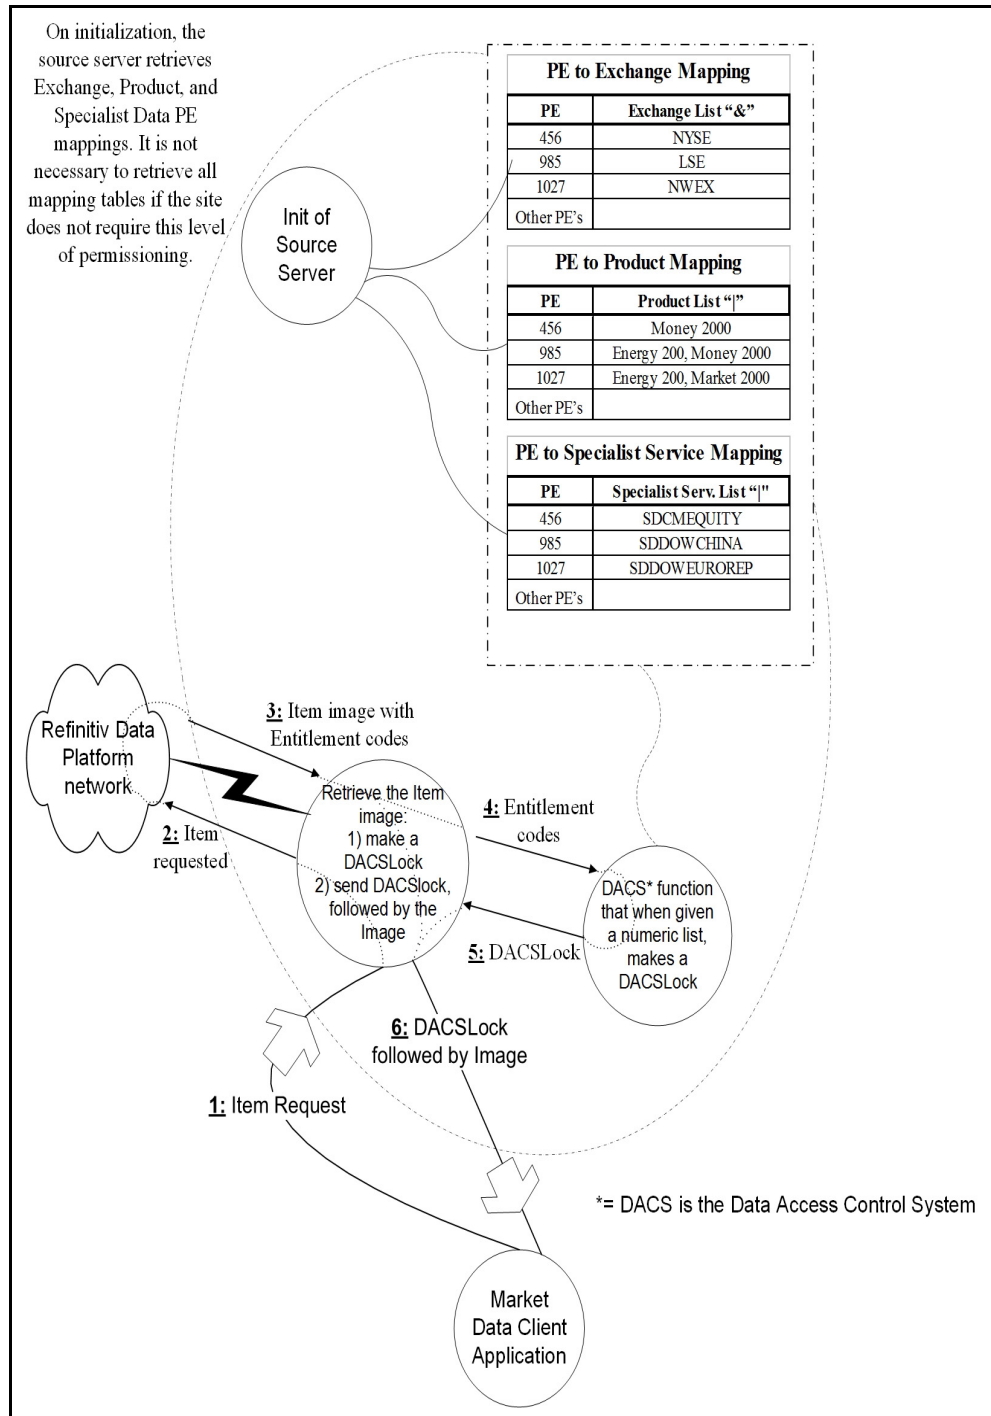 On initialization, the
source server retrieves
Exchange, Product, and
Specialist Data PE
mappings. It is not
necessary to retrieve all
mapping tables if the site
does not require this level
of permissioning.
Init of
Source
Server
PE to Exchange Mapping
PE Exchange List “&”
456 NYSE
985 LSE
1027 NWEX
Other PE’s
PE to Product Mapping
PE Product List “|”
456 Money 2000
985 Energy 200, Money 2000
1027 Energy 200, Market 2000
Other PE’s
PE to Specialist Service Mapping
PE Specialist Serv. List “|"
456 SDCMEQUITY
985 SDDOWCHINA
1027 SDDOWEUROREP
Other PE’s
Refinitiv Data
Platform
network
3: Item image with
Entitlement codes
2: Item
requested
Retrieve the Item
image:
1) make a
DACSLock
2) send DACSlock,
followed by the
Image
4: Entitlement
codes
5: DACSLock
DACS* function
that when given
a numeric list,
makes a
DACSLock
6: DACSLock
followed by Image
1: Item Request
*= DACS is the Data Access Control System
Market
Data Client
Application